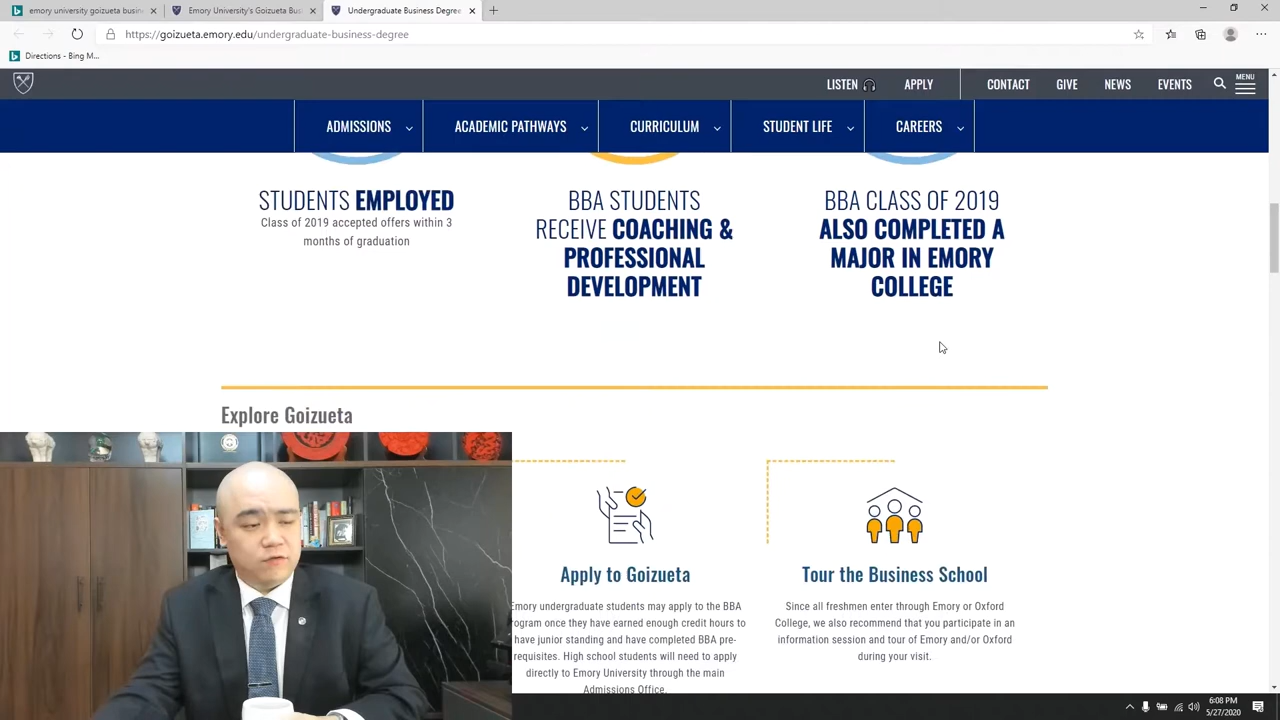 emory university undergraduate busine
Emory University's Goizueta Busi
Undergraduate Business Degree
https://goizueta.emory.edu/undergraduate-business-degree
Directions - Bing M...
LISTEN APPLY CONTACT GIVE NEWS EVENTS MENU
ADMISSIONS ACADEMIC PATHWAYS CURRICULUM STUDENT LIFE CAREERS
STUDENTS EMPLOYED
Class of 2019 accepted offers within 3
months of graduation
BBA STUDENTS
RECEIVE COACHING &
PROFESSIONAL
DEVELOPMENT
BBA CLASS OF 2019
ALSO COMPLETED A
MAJOR IN EMORY
COLLEGE
Explore Goizueta
Apply to Goizueta
Emory undergraduate students may apply to the BBA
ogram once they have earned enough credit hours to
have junior standing and have completed BBA pre-
requisites. High school students will need to apply
directly to Emory University through the main
Admissions Office.
Tour the Business School
Since all freshmen enter through Emory or Oxford
College, we also recommend that you participate in an
information session and tour of Emory and/or Oxford
during your visit.
6:08 PM
5/27/2020